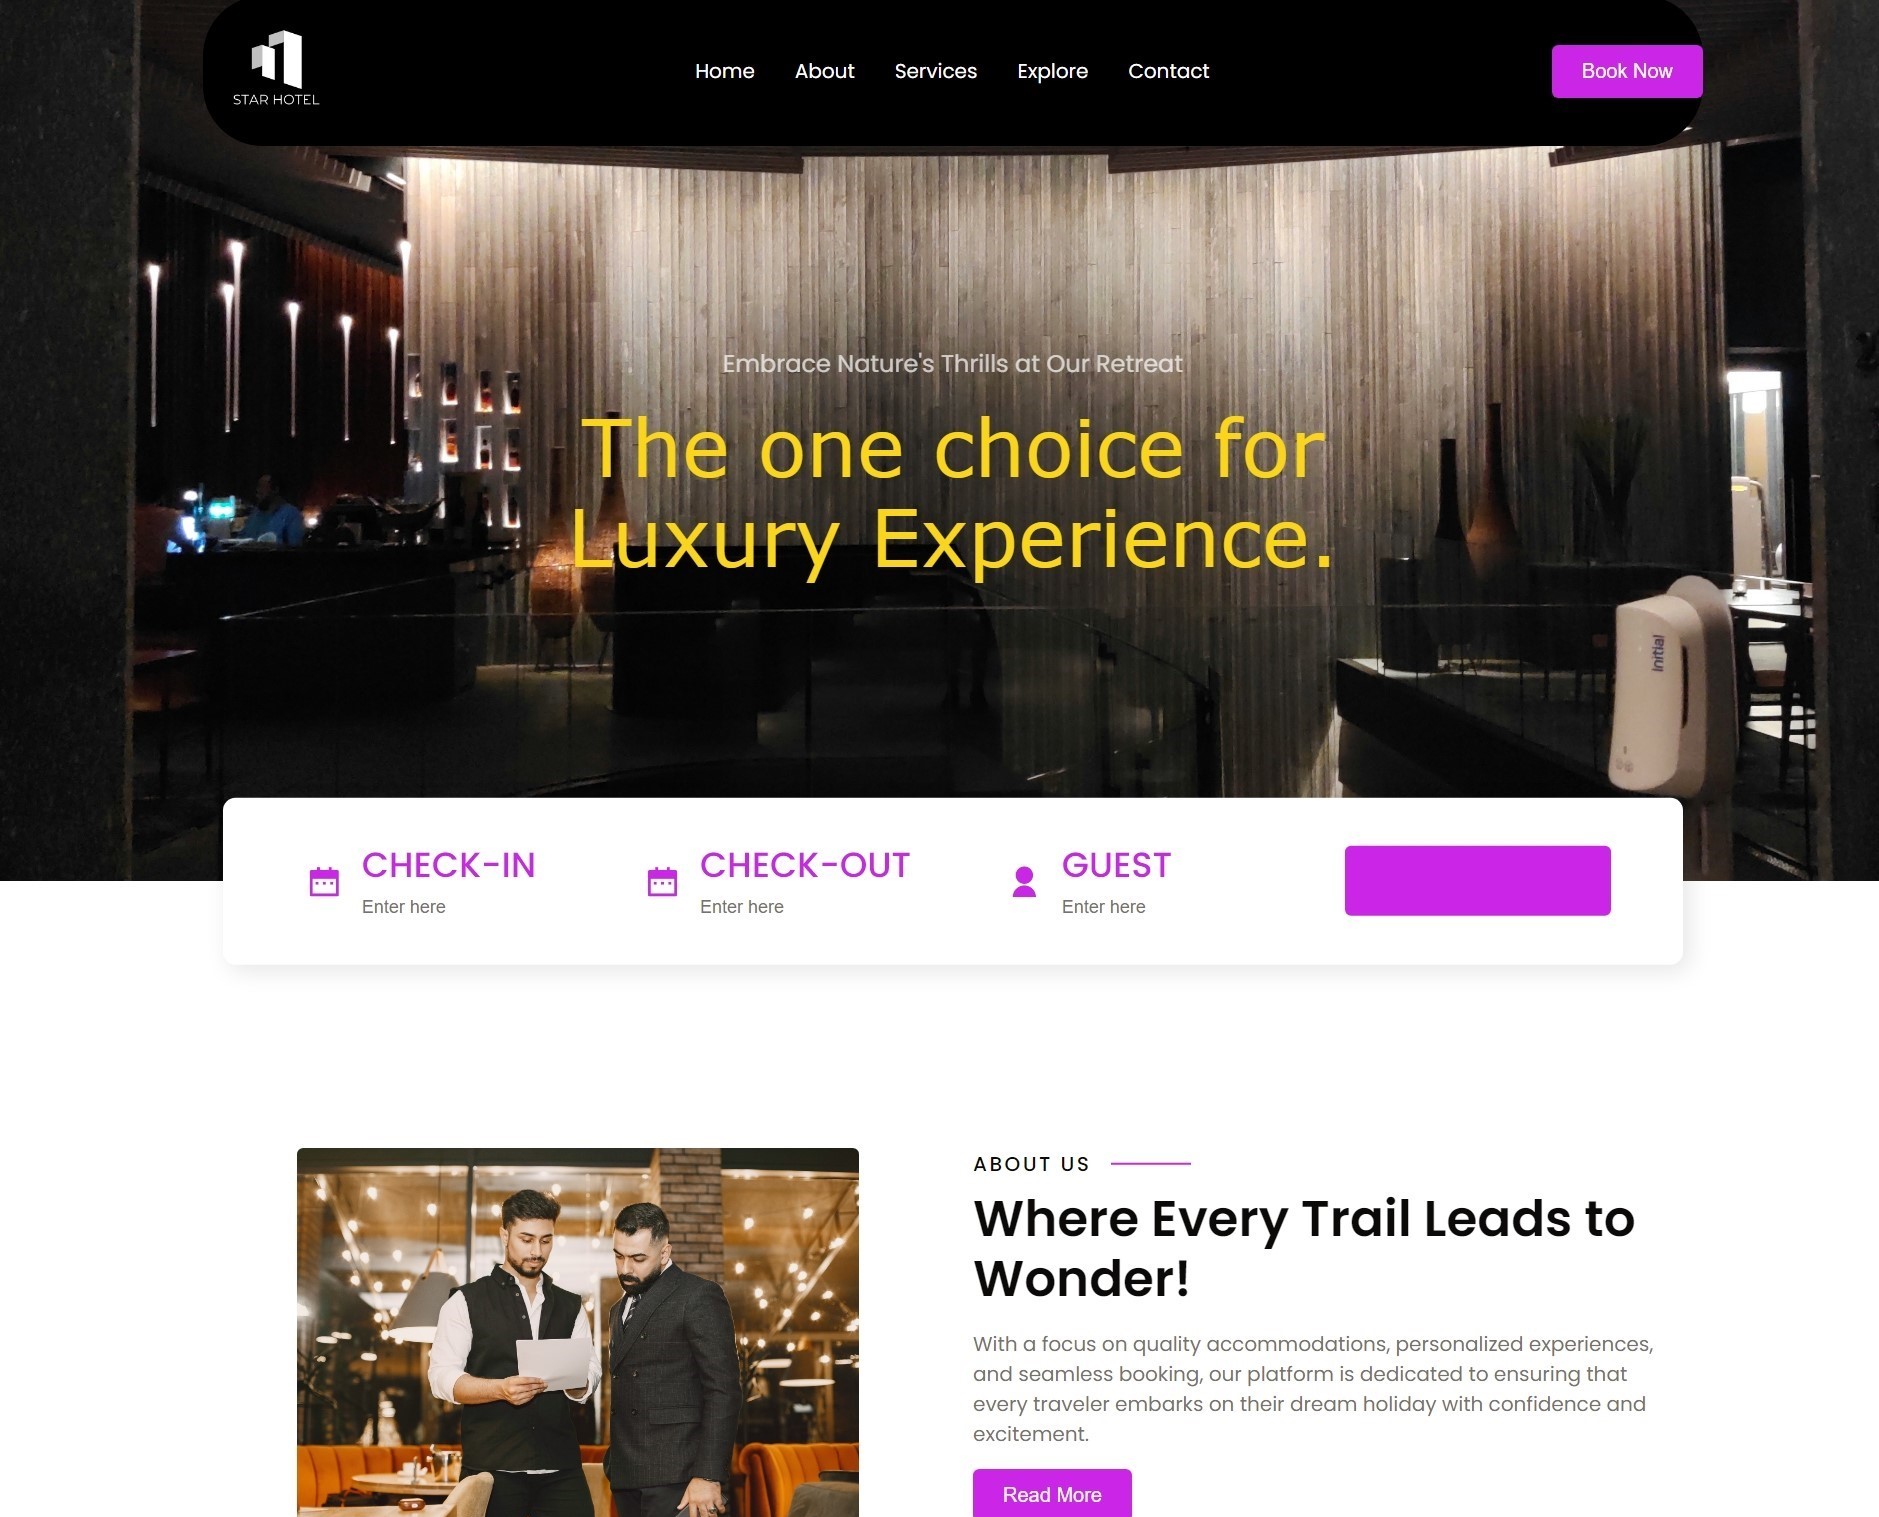 STAR HOTEL
Home
About
Services
Explore
Contact
Book Now
Embrace Nature's Thrills at Our Retreat
The one choice for
Luxury Experience.
initial
CHECK-IN
Enter here
CHECK-OUT
Enter here
GUEST
Enter here
ABOUT US
Where Every Trail Leads to
Wonder!
With a focus on quality accommodations, personalized experiences,
and seamless booking, our platform is dedicated to ensuring that
every traveler embarks on their dream holiday with confidence and
excitement.
Read More